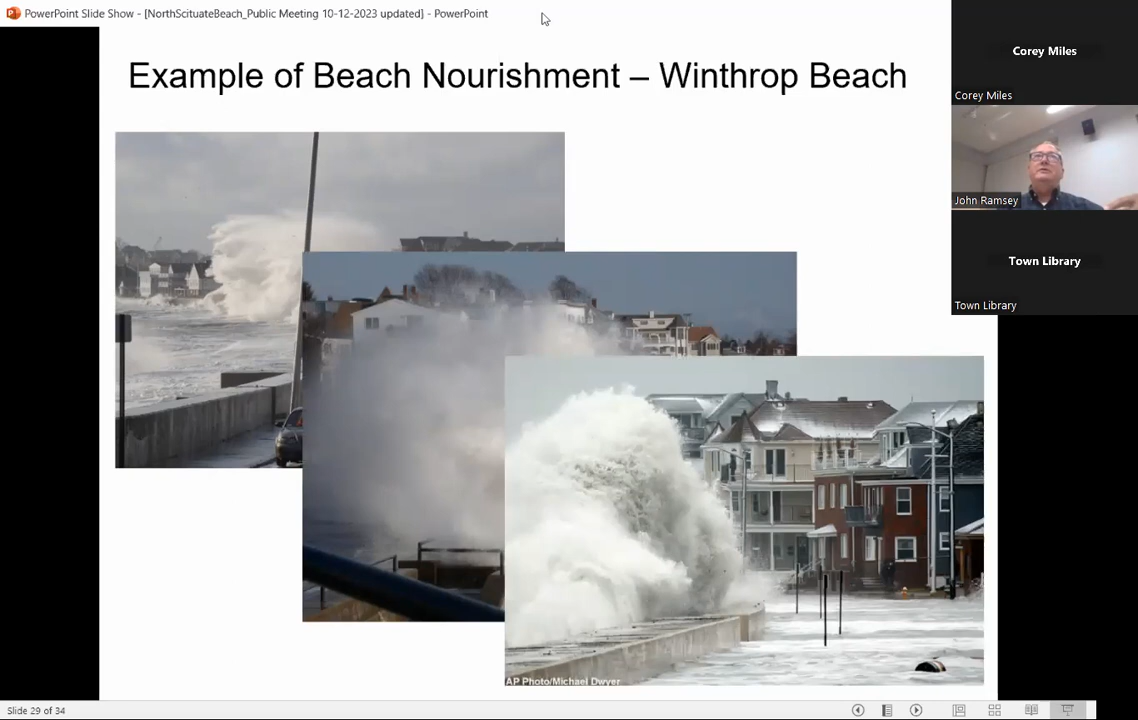 PowerPoint Slide Show - [NorthScituateBeach_Public Meeting 10-12-2023 updated] - PowerPoint
Example of Beach Nourishment – Winthrop Beach
Corey Miles
Corey Miles
John Ramsey
Town Library
Town Library
AP Photo/Michael Dwyer
Slide 29 of 34